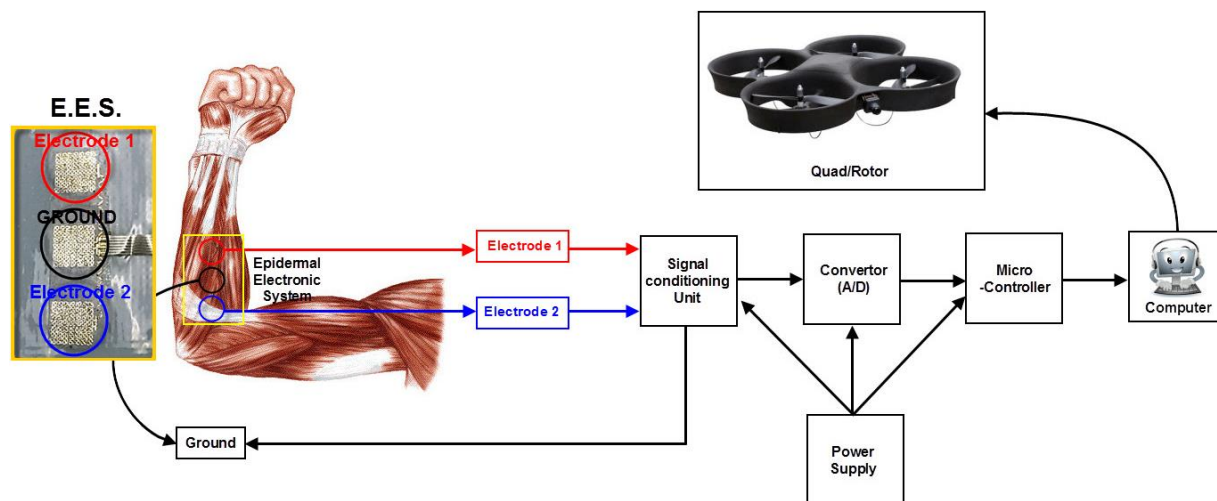 E.E.S.
Electrode 1
GROUND
Electrode 2
Epidermal
Electronic
System
Electrode 1
Electrode 2
Ground
Signal
conditioning
Unit
Convertor
(A/D)
Micro
-Controller
Computer
Quad/Rotor
Power
Supply